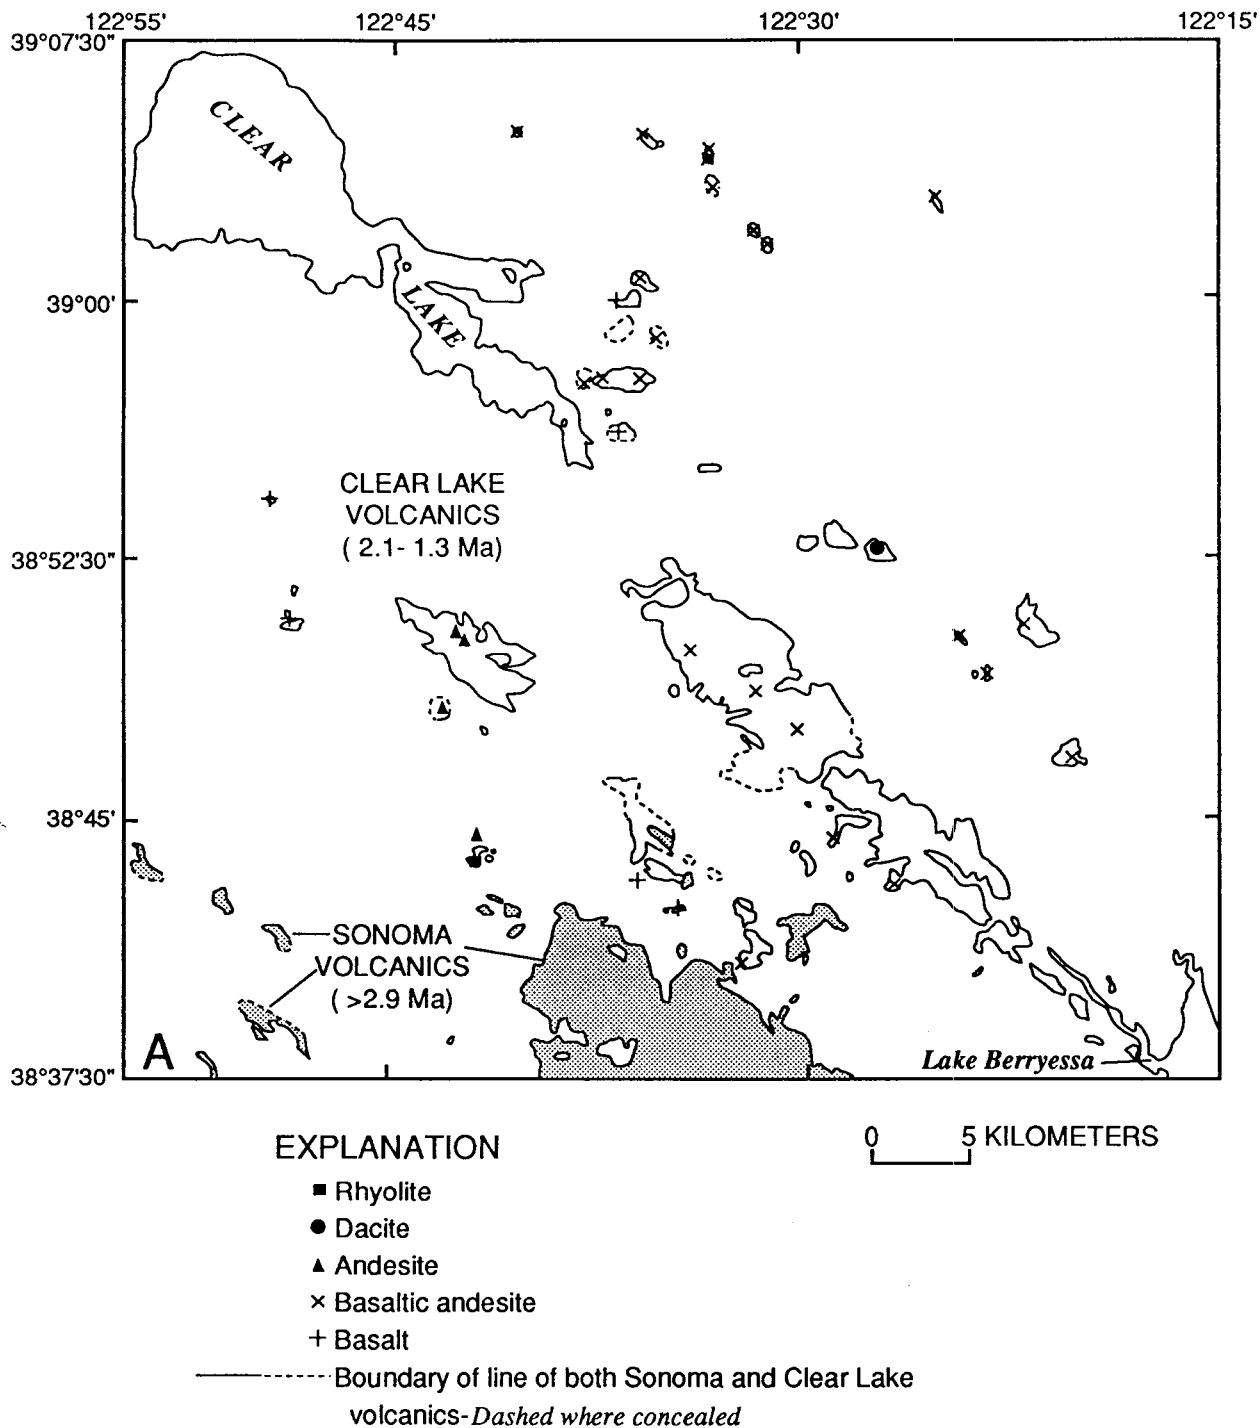 122°55' 122°45' 122°30' 122°15'
39°07'30"
CLEAR
39°00'
LAKE
CLEAR LAKE
VOLCANICS
( 2.1- 1.3 Ma)
38°52'30"
38°45'
SONOMA
VOLCANICS
( >2.9 Ma)
A
Lake Berryessa
38°37'30"
EXPLANATION
0 5 KILOMETERS
Rhyolite
Dacite
Andesite
Basaltic andesite
Basalt
Boundary of line of both Sonoma and Clear Lake
volcanics-Dashed where concealed